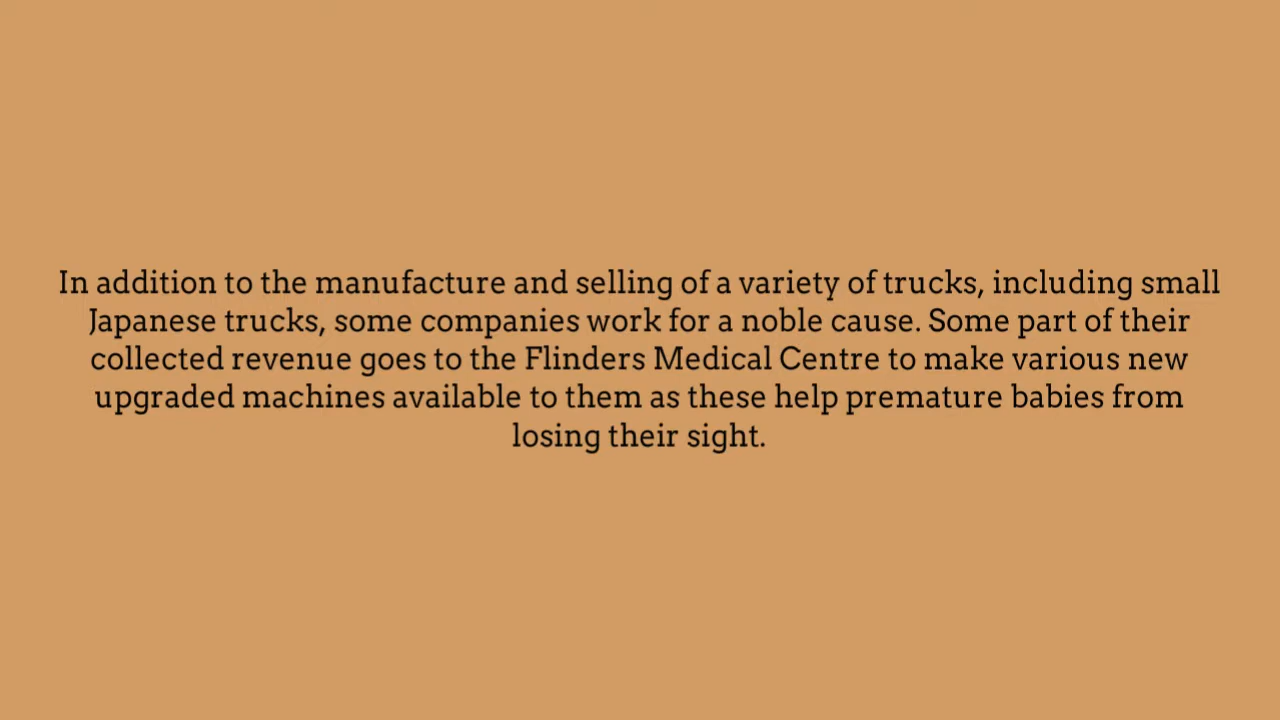 In addition to the manufacture and selling of a variety of trucks, including small
Japanese trucks, some companies work for a noble cause. Some part of their
collected revenue goes to the Flinders Medical Centre to make various new
upgraded machines available to them as these help premature babies from
losing their sight.